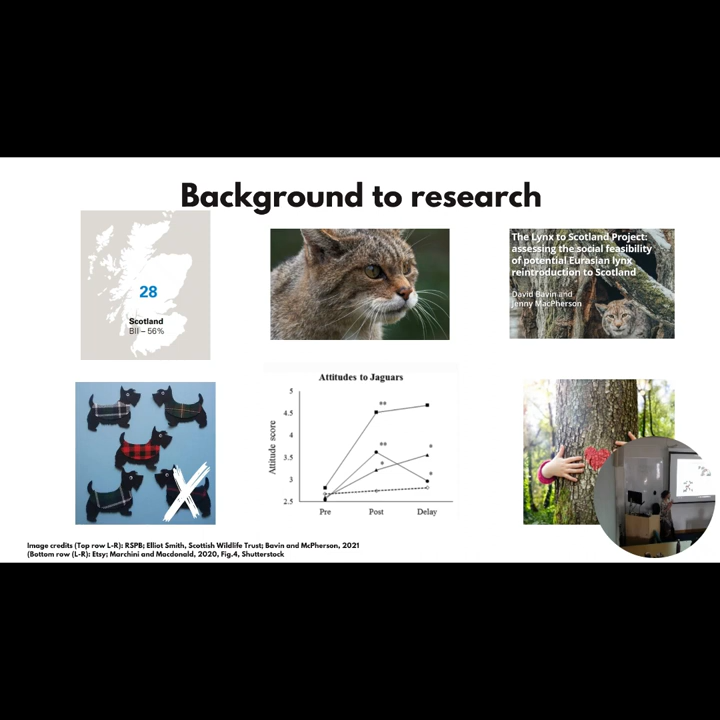 Background to research
28
Scotland
BII – 56%
The Lynx to Scotland Project:
assessing the social feasibility
of potential Eurasian lynx
reintroduction to Scotland
David Bavin and
Jenny MacPherson
Attitudes to Jaguars
Attitude score
5
4.5
4
3.5
3
2.5
**
**
*
*
*
Pre Post Delay
Image credits (Top row L-R): RSPB; Elliot Smith, Scottish Wildlife Trust; Bavin and McPherson, 2021
(Bottom row (L-R): Etsy; Marchini and Macdonald, 2020, Fig.4, Shutterstock